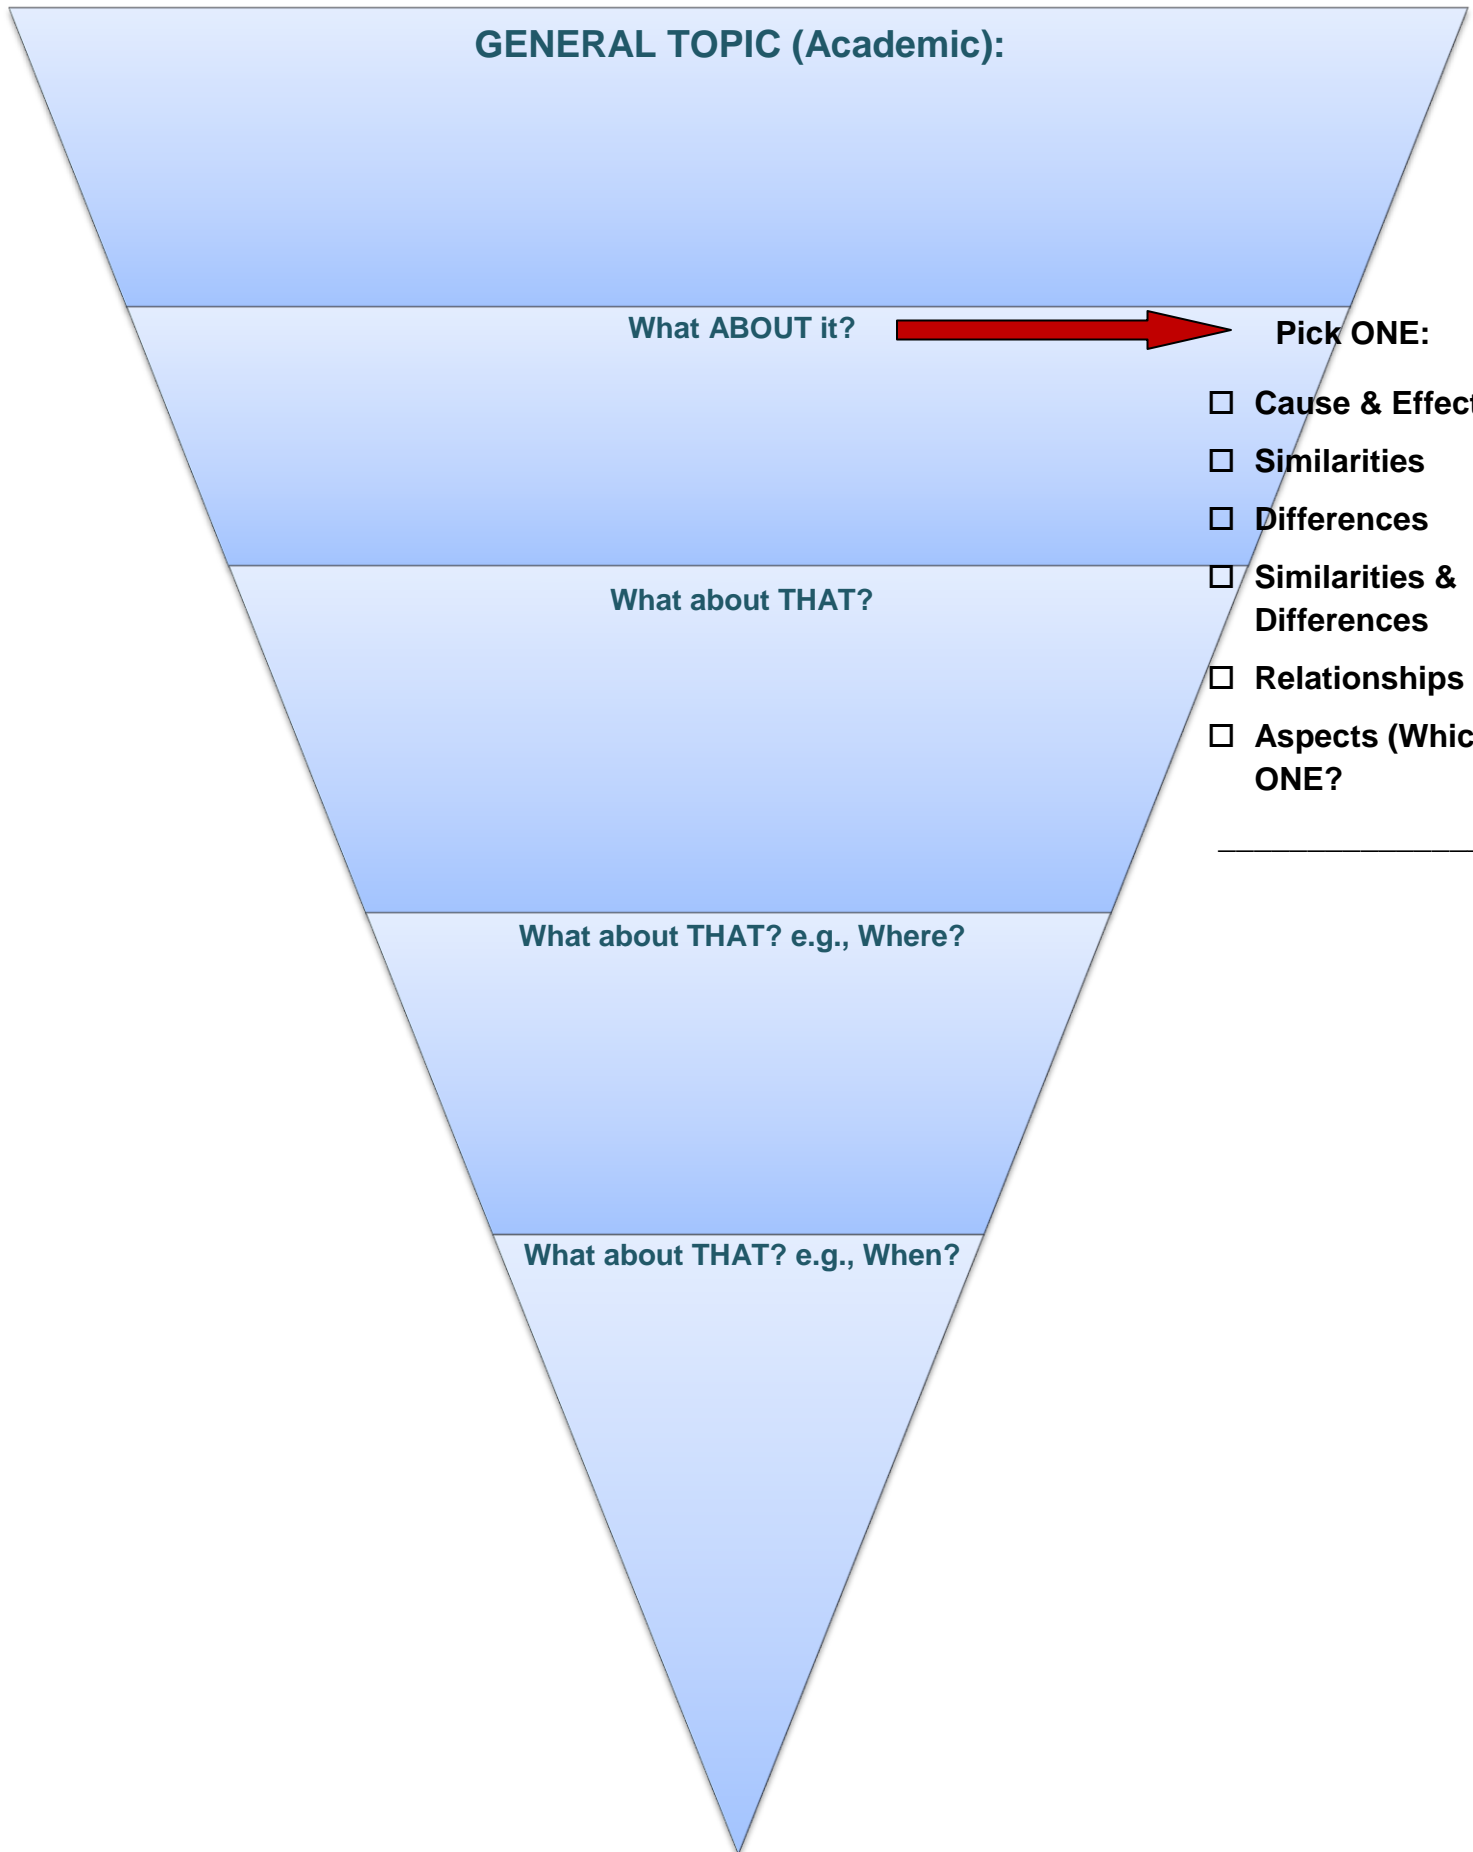 GENERAL TOPIC (Academic):
What ABOUT it?
Pick ONE:
☐ Cause & Effect
☐ Similarities
☐ Differences
☐ Similarities &
Differences
☐ Relationships
☐ Aspects (Whic
ONE?
_______________
What about THAT?
What about THAT? e.g., Where?
What about THAT? e.g., When?